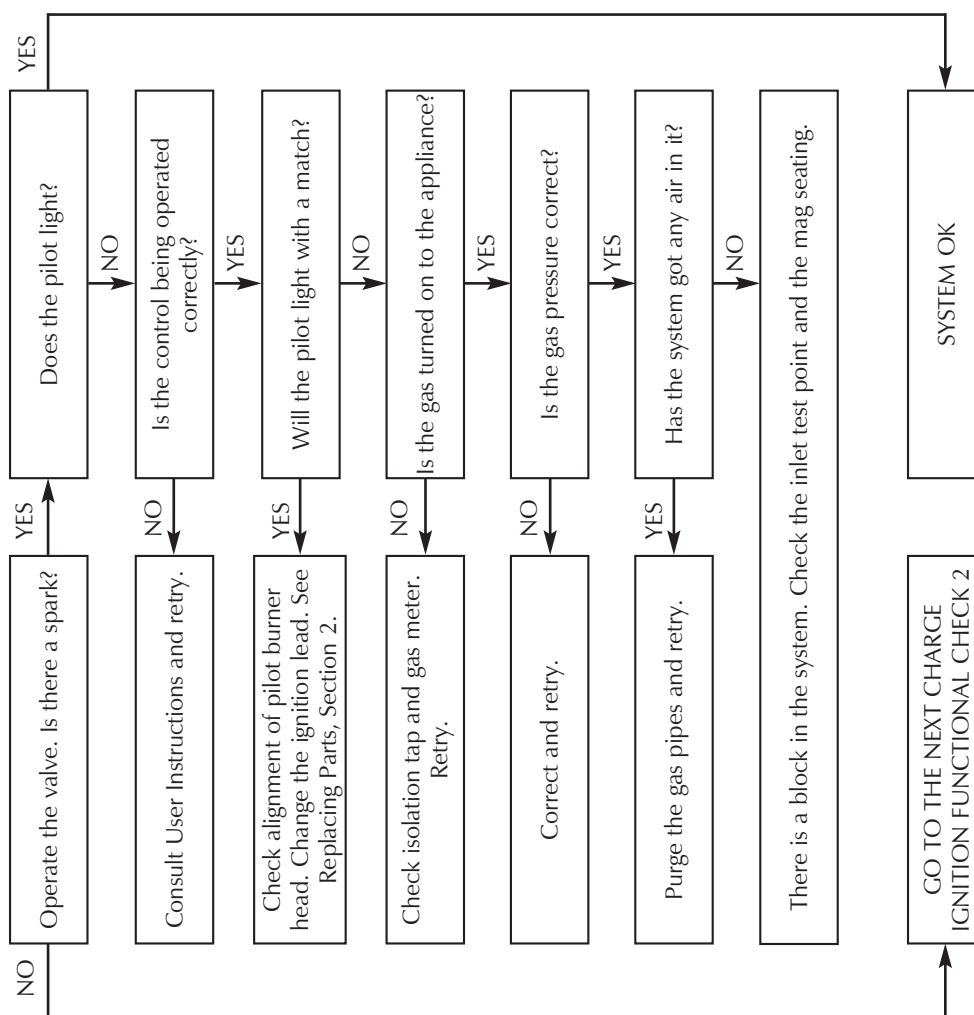 Operate the valve. Is there a spark?
YES
Does the pilot light?
YES
NO
NO
Is the control being operated
correctly?
NO
Consult User Instructions and retry.
YES
Will the pilot light with a match?
YES
Check alignment of pilot burner
head. Change the ignition lead. See
Replacing Parts, Section 2.
NO
Is the gas turned on to the appliance?
NO
Check isolation tap and gas meter.
Retry.
YES
Is the gas pressure correct?
NO
Correct and retry.
YES
Has the system got any air in it?
YES
Purge the gas pipes and retry.
NO
There is a block in the system. Check the inlet test point and the mag seating.
GO TO THE NEXT CHARGE
IGNITION FUNCTIONAL CHECK 2
SYSTEM OK